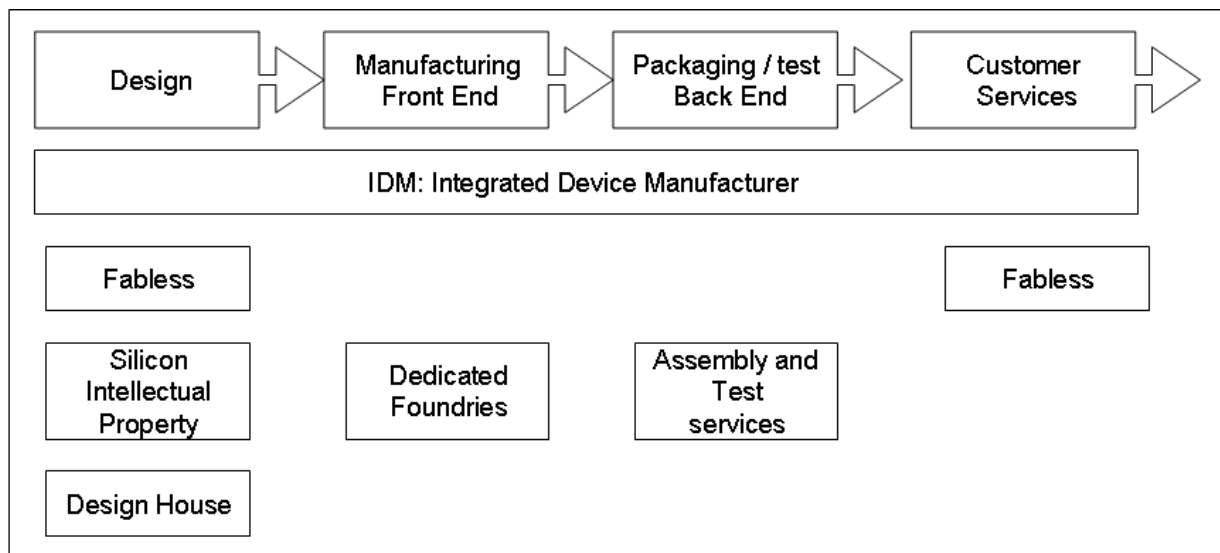 Design
Manufacturing
Front End
Packaging / test
Back End
Customer
Services
IDM: Integrated Device Manufacturer
Fabless
Fabless
Silicon
Intellectual
Property
Dedicated
Foundries
Assembly and
Test
services
Design House